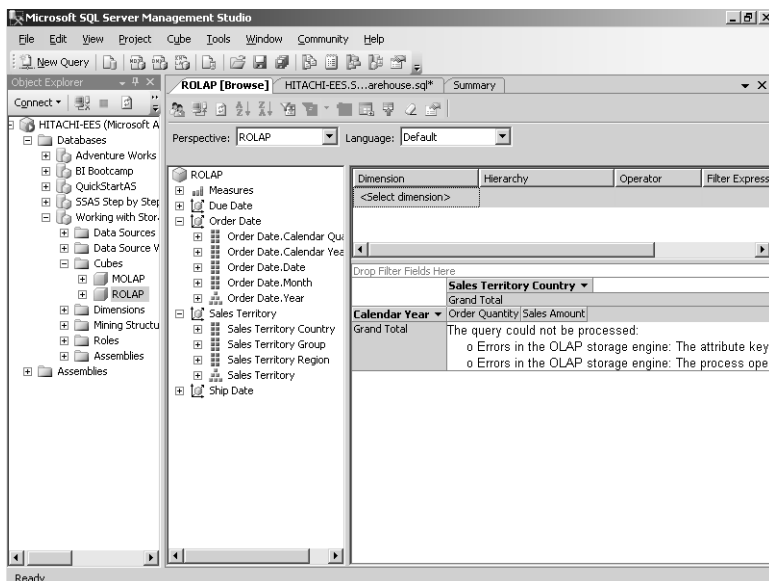 Microsoft SQL Server Management Studio
File Edit View Project Cube Tools Window Community Help
New Query
Object Explorer
Connect
HITACHI-EES (Microsoft A
Databases
Adventure Works
BI Bootcamp
QuickStartAS
SSAS Step by Step
Working with Stor
Data Sources
Data Source V
Cubes
MOLAP
ROLAP
Dimensions
Mining Structu
Roles
Assemblies
Assemblies
ROLAP [Browse] HITACHI-EES.S...arehouse.sql* Summary
Perspective: ROLAP Language: Default
ROLAP
Measures
Due Date
Order Date
Order Date.Calendar Qua
Order Date.Calendar Yea
Order Date.Date
Order Date.Month
Order Date.Year
Sales Territory
Sales Territory Country
Sales Territory Group
Sales Territory Region
Sales Territory
Ship Date
Dimension Hierarchy Operator Filter Express
<Select dimension>
Drop Filter Fields Here
Sales Territory Country
Grand Total
Calendar Year Order Quantity Sales Amount
Grand Total The query could not be processed:
o Errors in the OLAP storage engine: The attribute key
o Errors in the OLAP storage engine: The process ope
Ready